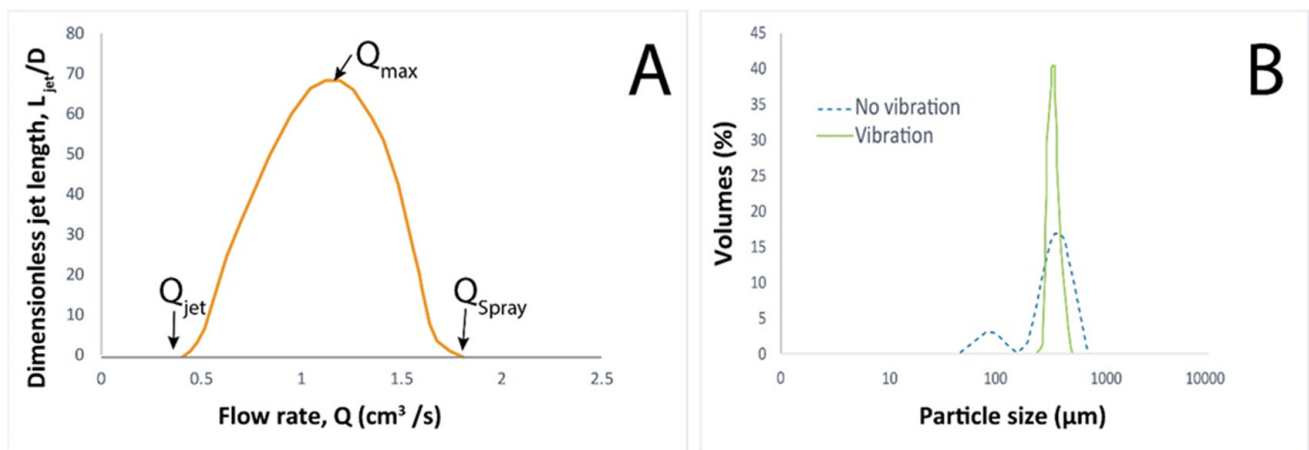 A
Dimensionless jet length, Ljet/D
80
70
60
50
40
30
20
10
0
Qmax
Qjet
QSpray
0 0.5 1 1.5 2 2.5
Flow rate, Q (cm³ /s)
B
Volumes (%)
45
40
35
30
25
20
15
10
5
0
No vibration
Vibration
0 10 100 1000 10000
Particle size (μm)